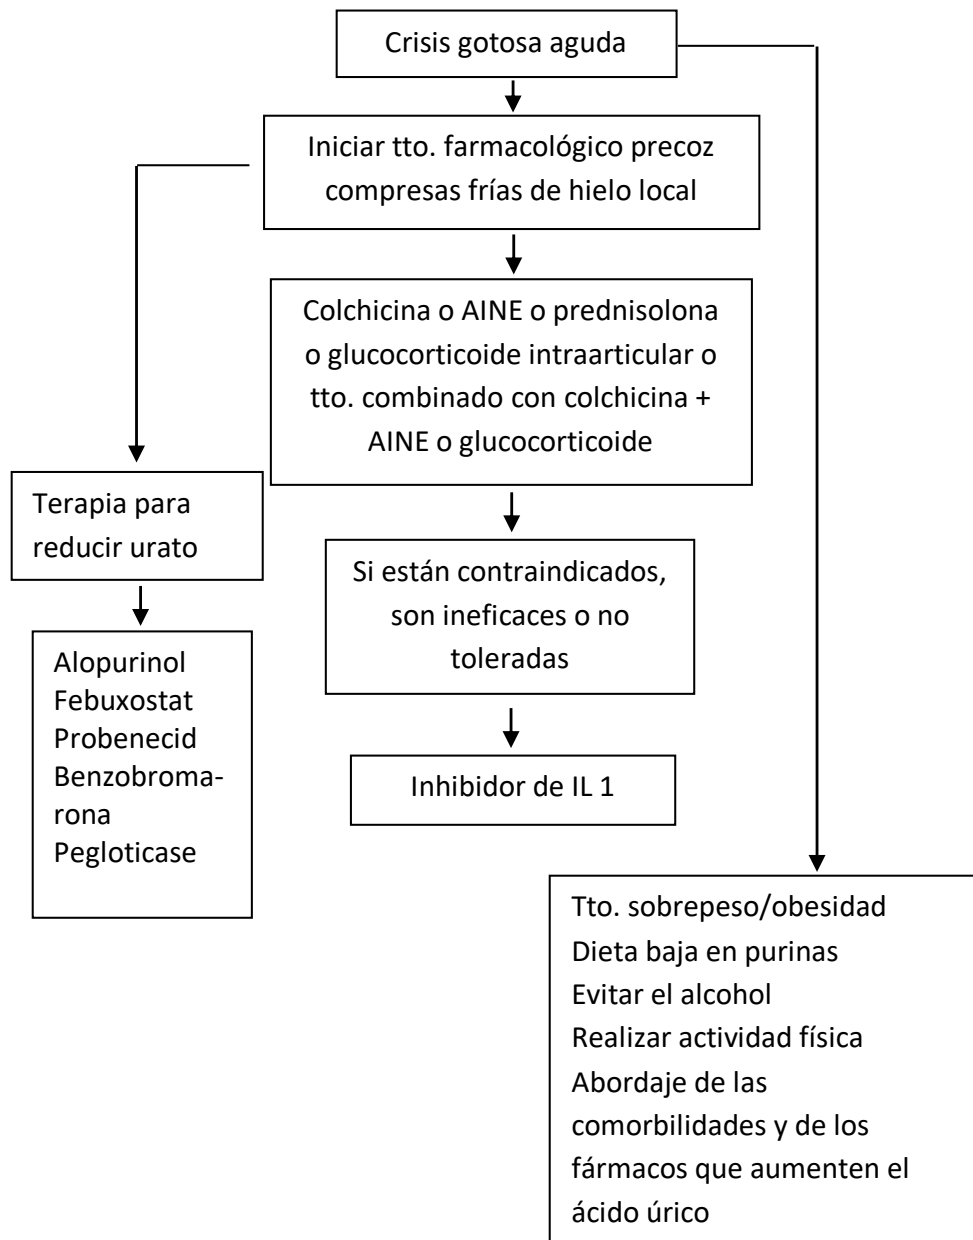 Crisis gotosa aguda
Iniciar tto. farmacológico precoz
compresas frías de hielo local
Colchicina o AINE o prednisolona
o glucocorticoide intraarticular o
tto. combinado con colchicina +
AINE o glucocorticoide
Terapia para
reducir urato
Si están contraindicados,
son ineficaces o no
toleradas
Alopurinol
Febuxostat
Probenecid
Benzobroma-
rona
Pegloticase
Inhibidor de IL 1
Tto. sobrepeso/obesidad
Dieta baja en purinas
Evitar el alcohol
Realizar actividad física
Abordaje de las
comorbilidades y de los
fármacos que aumenten el
ácido úrico